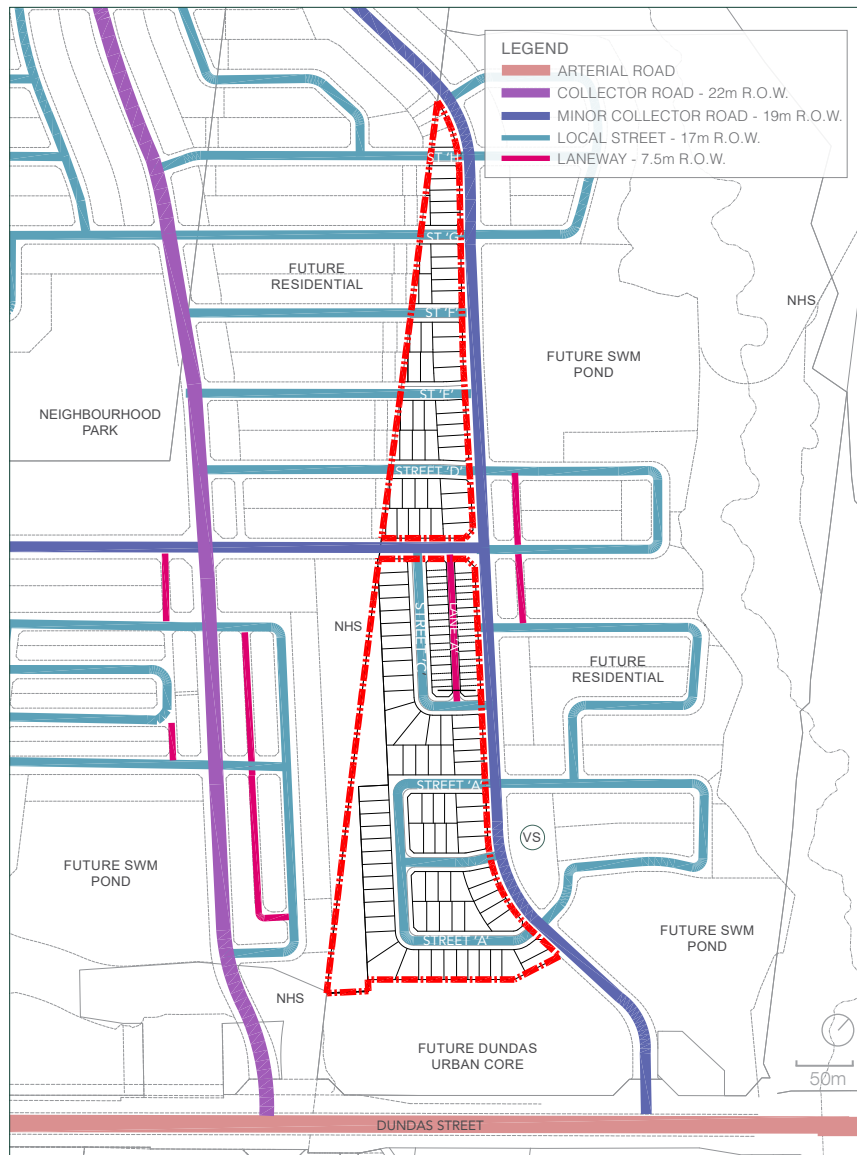 LEGEND
ARTERIAL ROAD
COLLECTOR ROAD - 22m R.O.W.
MINOR COLLECTOR ROAD - 19m R.O.W.
LOCAL STREET - 17m R.O.W.
LANEWAY - 7.5m R.O.W.
ST 'H'
ST 'G'
FUTURE
RESIDENTIAL
NHS
ST 'F'
FUTURE SWM
POND
ST 'E'
NEIGHBOURHOOD
PARK
STREET 'D'
NHS
STREET 'C'
LANE 'A'
FUTURE
RESIDENTIAL
STREET 'A'
VS
FUTURE SWM
POND
FUTURE SWM
POND
STREET 'A'
NHS
FUTURE DUNDAS
URBAN CORE
50m
DUNDAS STREET